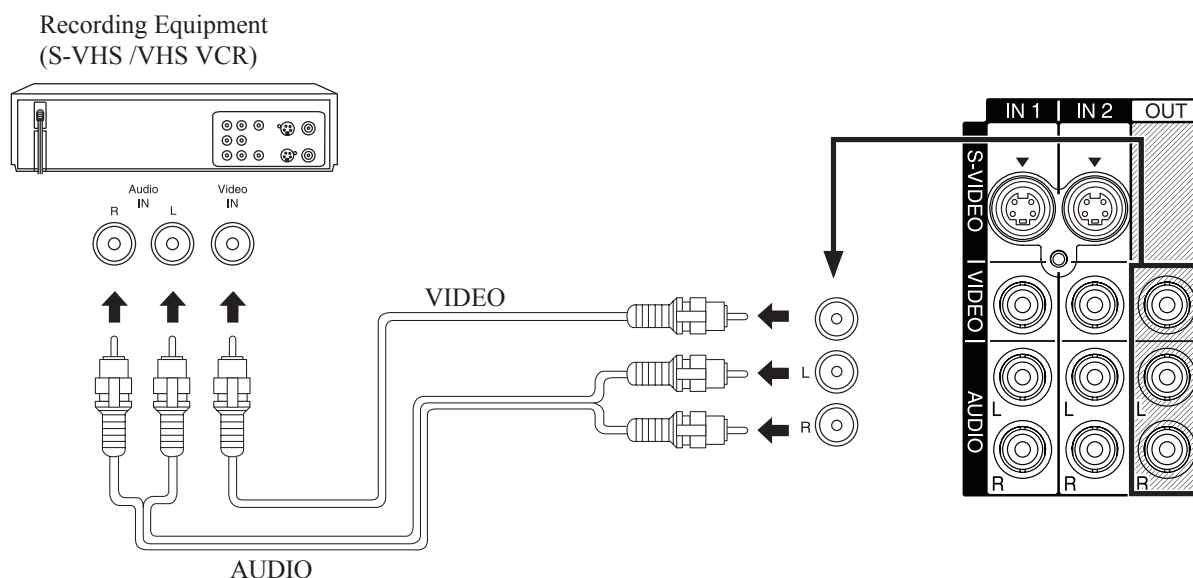 Recording Equipment
(S-VHS /VHS VCR)
Audio
IN
Video
IN
R
L
VIDEO
L
R
AUDIO
IN 1
IN 2
OUT
S-VIDEO
VIDEO
AUDIO
L
L
L
R
R
R